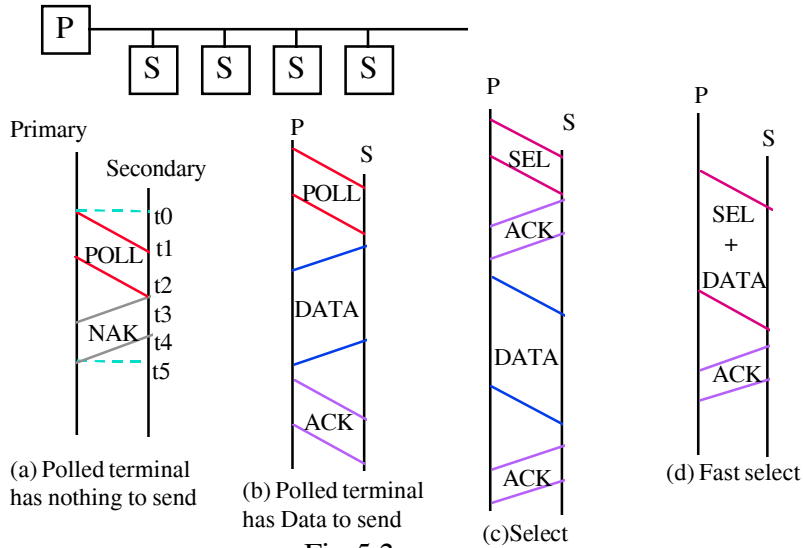 P
S S S S
Primary
Secondary
t0
t1
POLL
t2
t3
NAK
t4
t5
(a) Polled terminal
has nothing to send
P
S
POLL
DATA
ACK
(b) Polled terminal
has Data to send
P
S
SEL
ACK
DATA
ACK
(c)Select
P
S
SEL
+
DATA
ACK
(d) Fast select